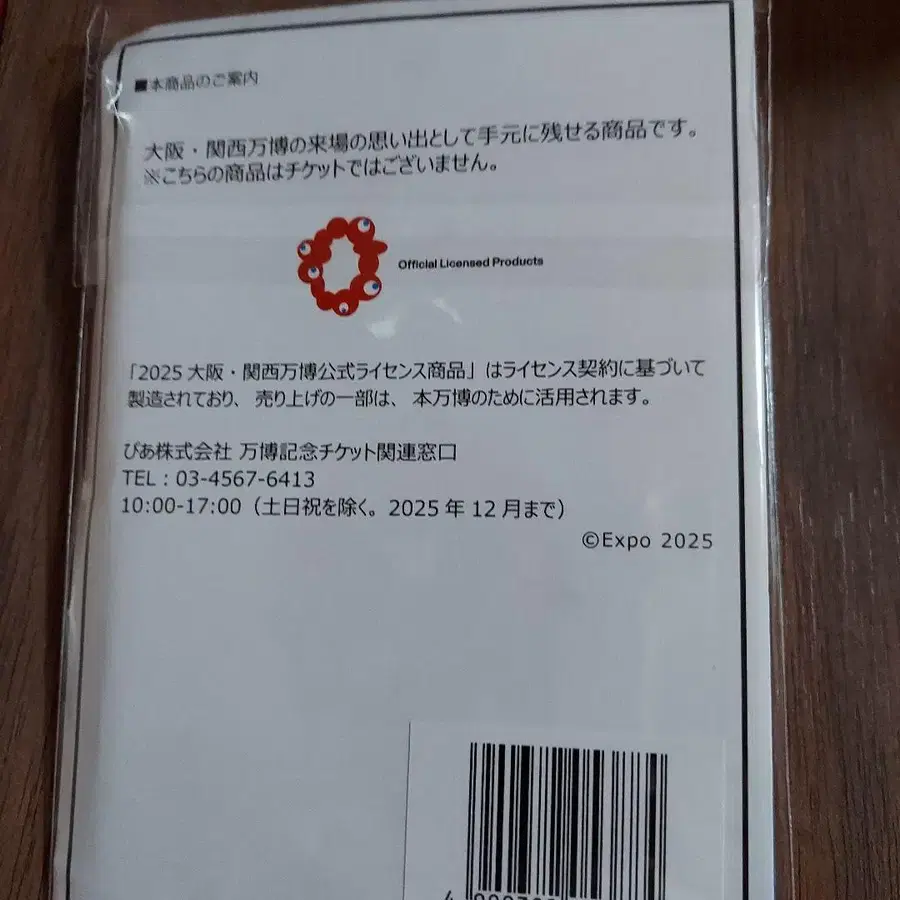 ■本商品のご案内
大阪・関西万博の来場の思い出として手元に残せる商品です。
※こちらの商品はチケットではございません。
Official Licensed Products
「2025 大阪・関西万博公式ライセンス商品」はライセンス契約に基づいて
製造されており、売り上げの一部は、本万博のために活用されます。
ぴあ株式会社 万博記念チケット関連窓口
TEL：03-4567-6413
10:00-17:00（土日祝を除く。2025 年 12 月まで）
©Expo 2025